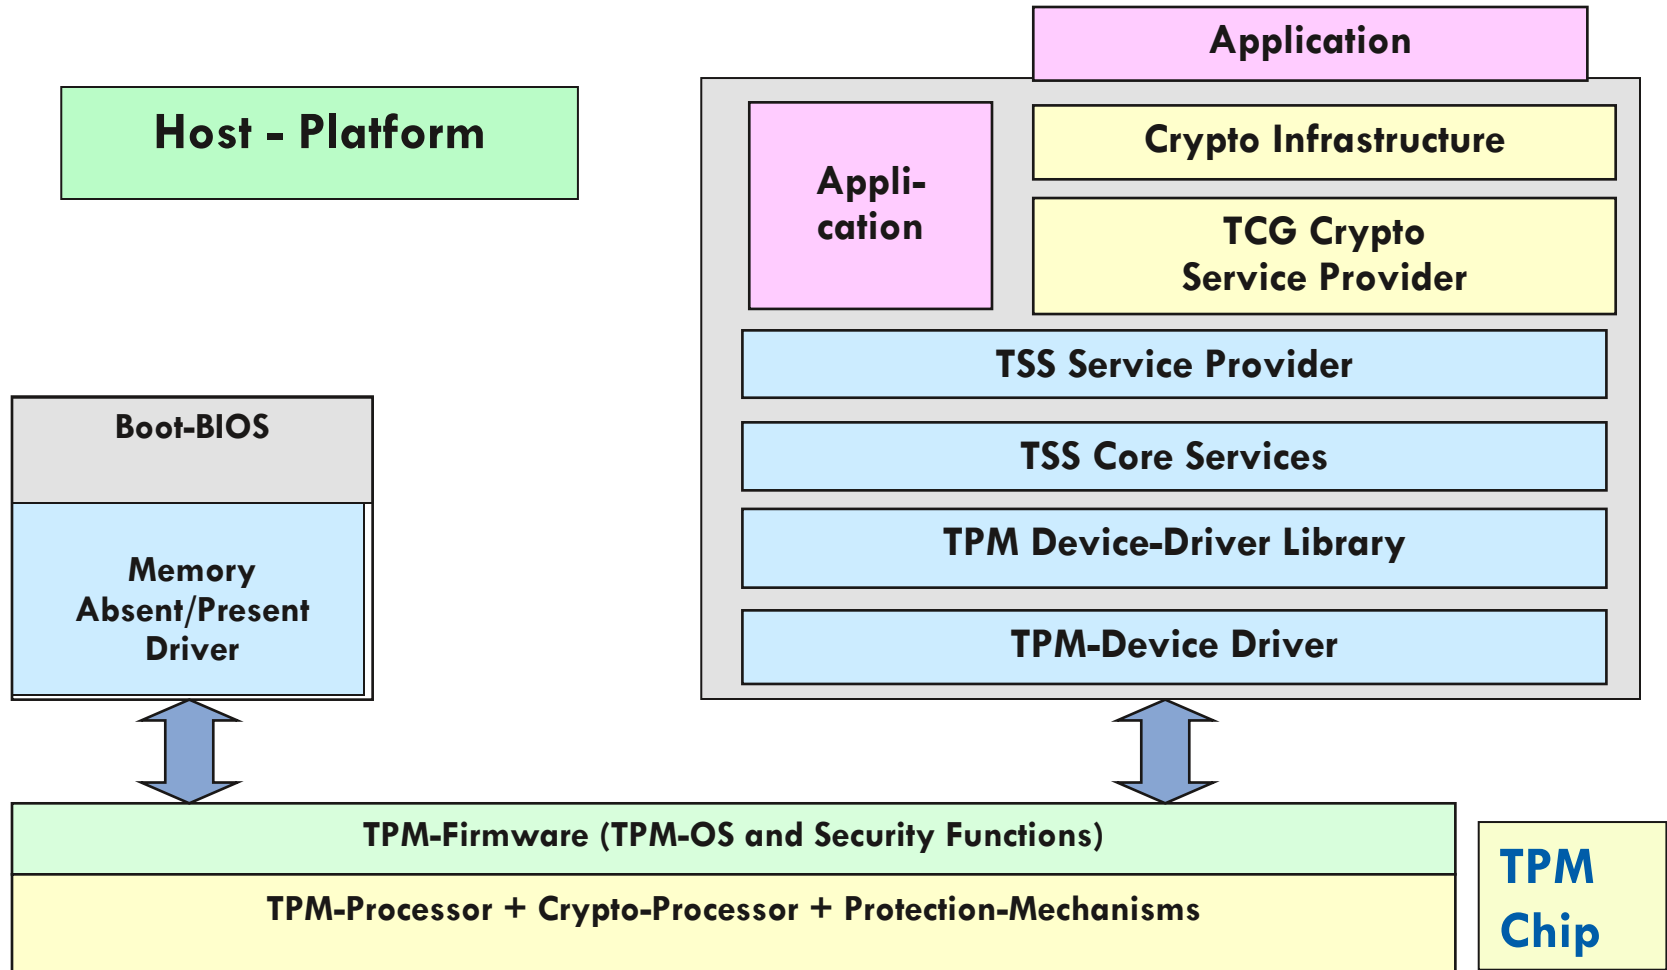 Application
Host - Platform
Appli-
cation
Crypto Infrastructure
TCG Crypto
Service Provider
TSS Service Provider
TSS Core Services
TPM Device-Driver Library
TPM-Device Driver
Boot-BIOS
Memory
Absent/Present
Driver
TPM-Firmware (TPM-OS and Security Functions)
TPM-Processor + Crypto-Processor + Protection-Mechanisms
TPM
Chip